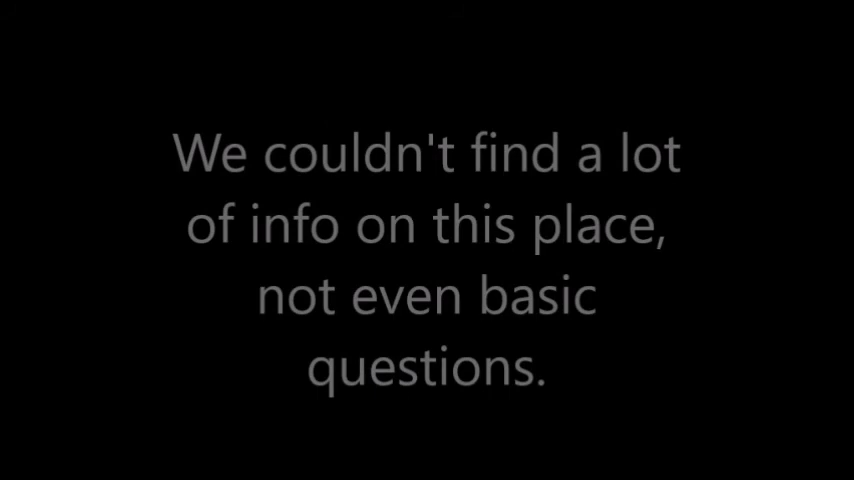 We couldn't find a lot
of info on this place,
not even basic
questions.